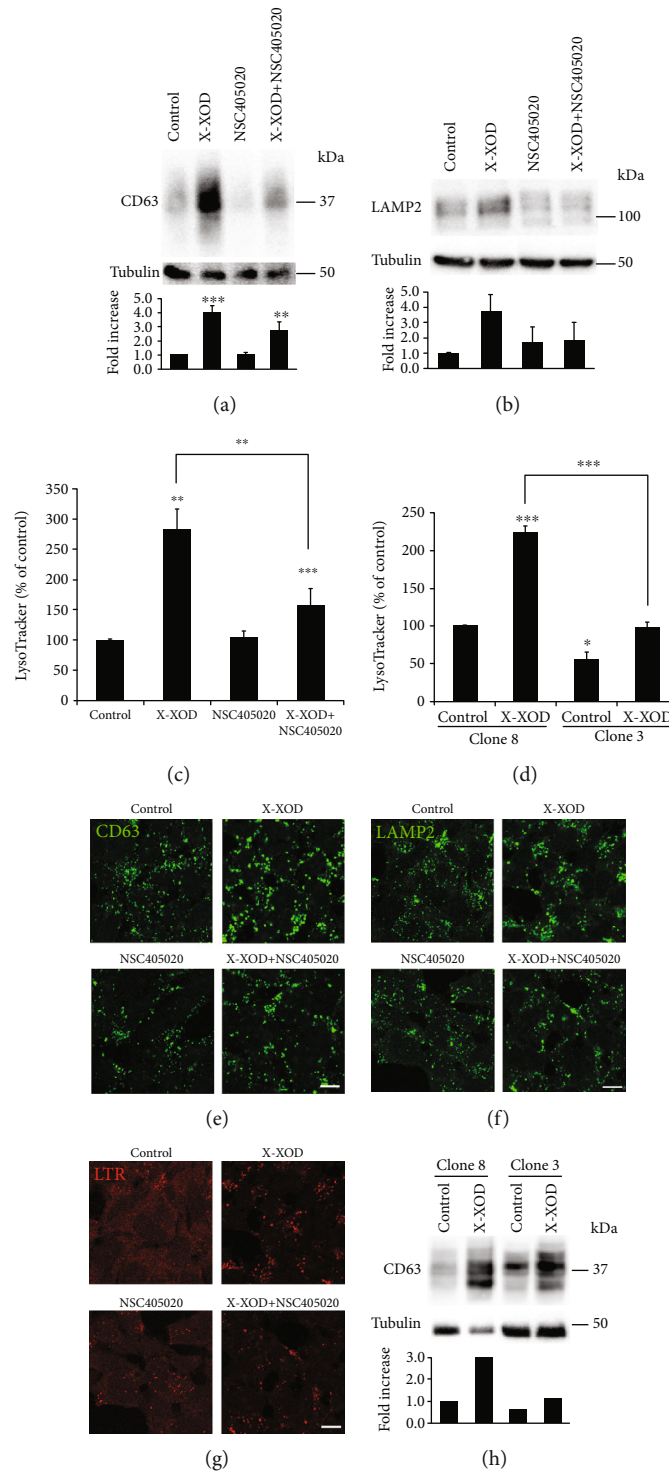 Control
X-XOD
NSC405020
X-XOD+NSC405020
kDa
CD63
37
Tubulin
50
Fold increase
5.0
4.0
3.0
2.0
1.0
0.0
***
**
(a)
Control
X-XOD
NSC405020
X-XOD+NSC405020
kDa
LAMP2
100
Tubulin
50
Fold increase
5.0
4.0
3.0
2.0
1.0
0.0
(b)
LysoTracker (% of control)
350
300
250
200
150
100
50
0
**
**
***
Control
X-XOD
NSC405020
X-XOD+
NSC405020
(c)
LysoTracker (% of control)
250
200
150
100
50
0
***
***
*
Control
X-XOD
Control
X-XOD
Clone 8
Clone 3
(d)
Control
X-XOD
CD63
NSC405020
X-XOD+NSC405020
(e)
Control
X-XOD
LAMP2
NSC405020
X-XOD+NSC405020
(f)
Control
X-XOD
LTR
NSC405020
X-XOD+NSC405020
(g)
Clone 8
Clone 3
Control
X-XOD
Control
X-XOD
kDa
CD63
37
Tubulin
50
Fold increase
3.0
2.0
1.0
0.0
(h)